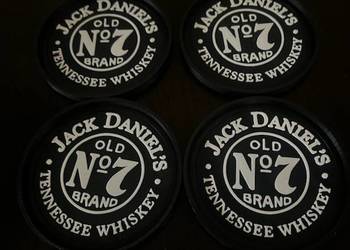 JACK DANIEL'S
OLD
Nº7
BRAND
• TENNESSEE WHISKEY •
JACK DANIEL'S
OLD
Nº7
BRAND
• TENNESSEE WHISKEY •
JACK DANIEL'S
OLD
Nº7
BRAND
• TENNESSEE WHISKEY •
JACK DANIEL'S
OLD
Nº7
BRAND
• TENNESSEE WHISKEY •